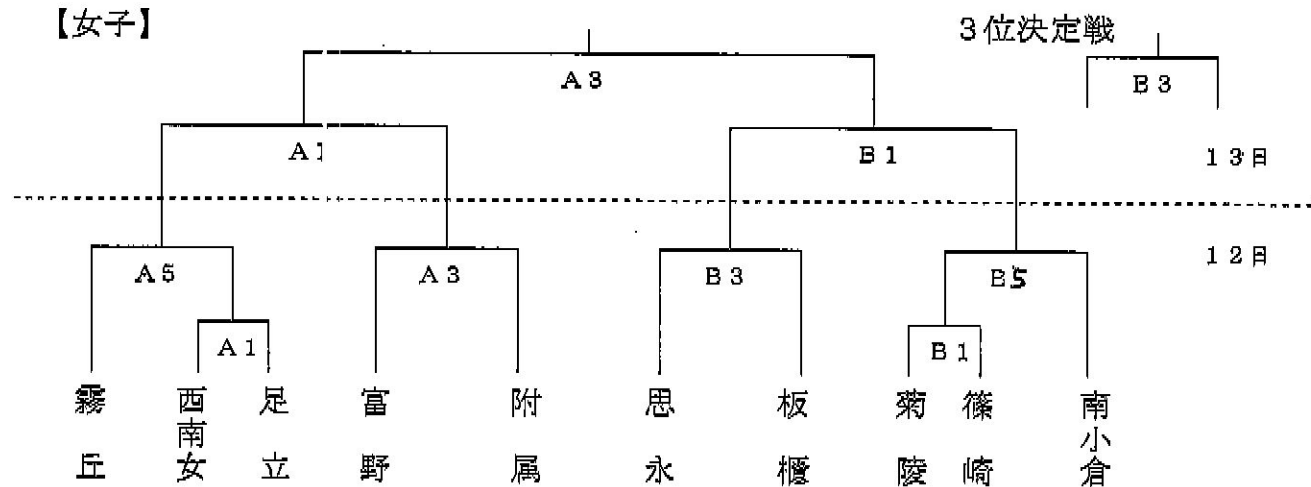 【女子】
3位決定戦
A3
B3
A1
B1
13日
12日
A5
A3
B3
B5
A1
B1
霧丘
西南女
足立
富野
附属
思永
板櫃
菊陵
篠崎
南小倉